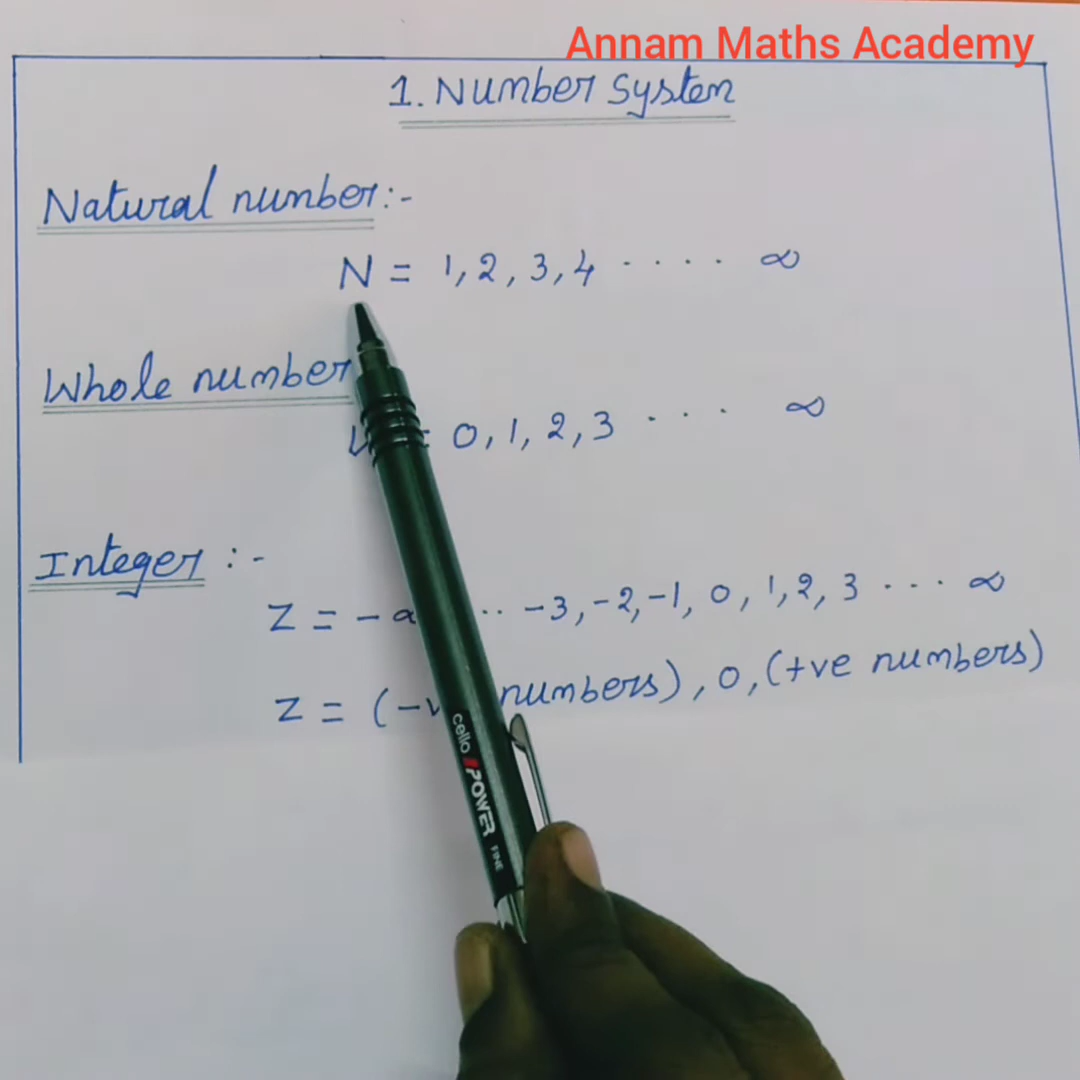 Annam Maths Academy
1. Number System
Natural number:-
N = 1, 2, 3, 4 ···· ∞
Whole number
0, 1, 2, 3 ··· ∞
Integer :-
Z = - ·· -3, -2, -1, 0, 1, 2, 3 ··· ∞
Z = (- numbers), 0, (+ve numbers)
cello POWER FINE